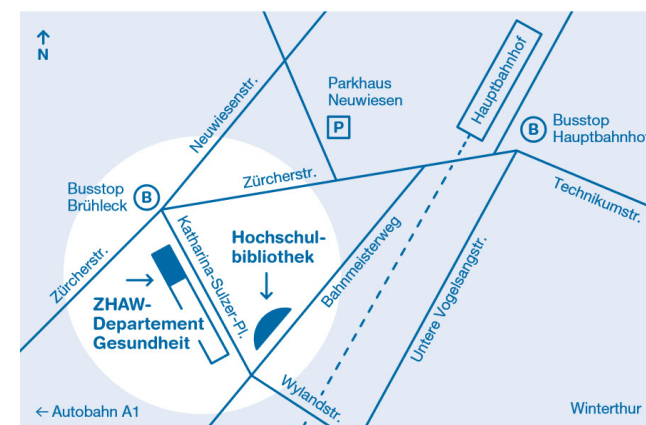 N
Neuwiesenstr.
Parkhaus
Neuwiesen
P
Hauptbahnhof
B
Busstop
Hauptbahnhof
Busstop
Brühleck
B
Zürcherstr.
Technikumstr.
Zürcherstr.
Katharina-Sulzer-Pl.
Hochschul-
bibliothek
Bahnmeisterweg
Untere Vogelsangstr.
ZHAW-
Departement
Gesundheit
Wylandstr.
← Autobahn A1
Winterthur